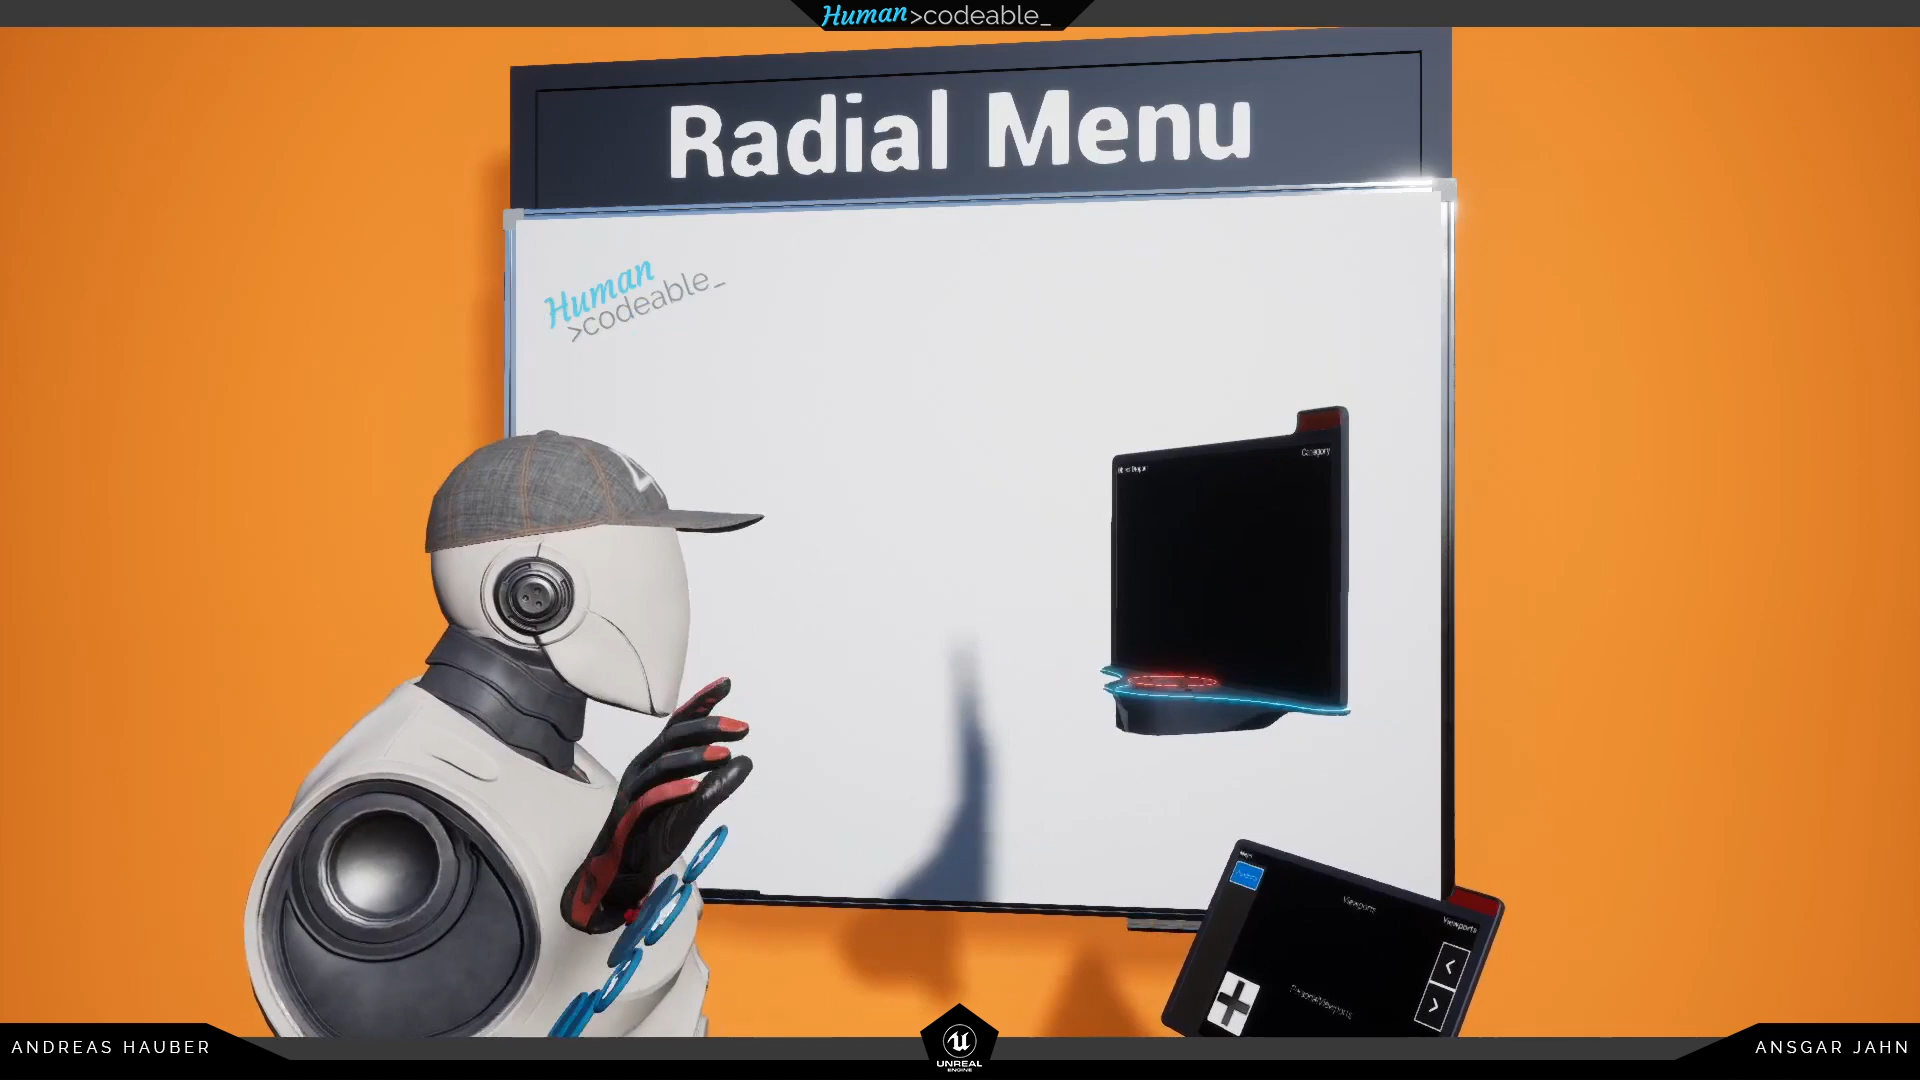 Human>codeable_
Radial Menu
Human
>codeable_
Category
Viewports
Viewports
ANDREAS HAUBER
UNREAL
ENGINE
ANSGAR JAHN